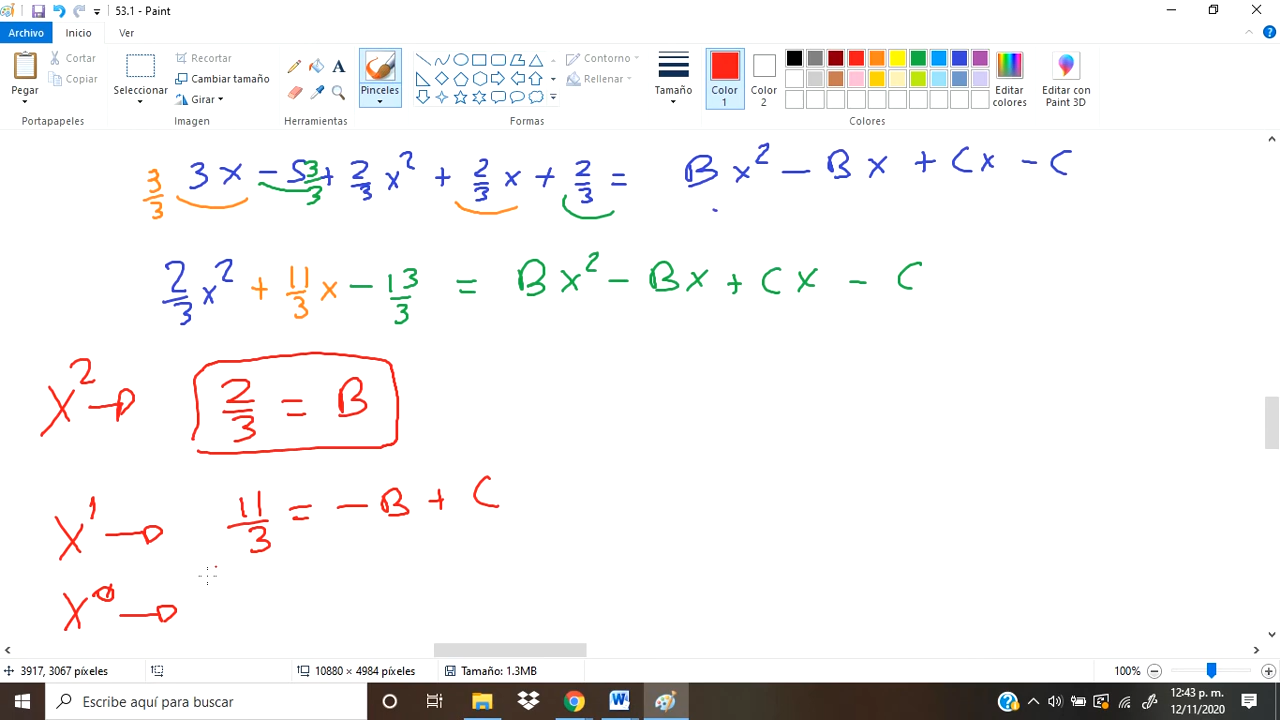 53.1 - Paint
Archivo Inicio Ver
Pegar
Cortar
Copiar
Portapapeles
Seleccionar
Recortar
Cambiar tamaño
Girar
Imagen
A
Herramientas
Pinceles
Contorno
Rellenar
Formas
Tamaño
Color 1
Color 2
Editar colores
Editar con Paint 3D
Colores
3/3 3x - 5 3/3 + 2/3 x² + 2/3 x + 2/3 = Bx² - Bx + Cx - C
2/3 x² + 11/3 x - 13/3 = Bx² - Bx + Cx - C
X² → 2/3 = B
X¹ → 11/3 = -B + C
X⁰ →
3917, 3067 píxeles 10880 × 4984 píxeles Tamaño: 1.3MB 100%
Escribe aquí para buscar
12:43 p. m.
12/11/2020